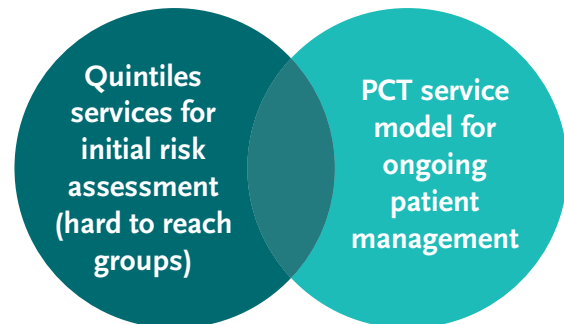 Quintiles
services for
initial risk
assessment
(hard to reach
groups)
PCT service
model for
ongoing
patient
management